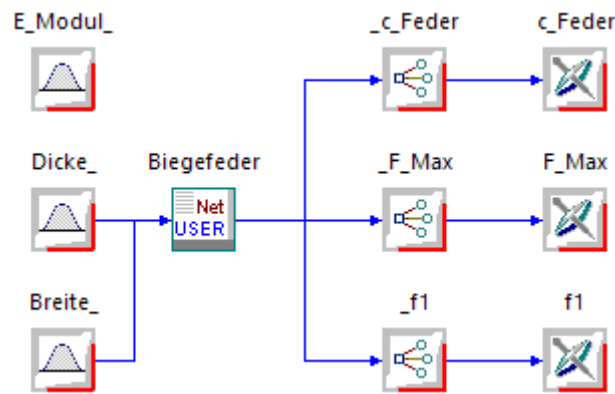 E_Modul_
_c_Feder
c_Feder
Dicke_
Biegefeder
_F_Max
F_Max
Net
USER
Breite_
_f1
f1